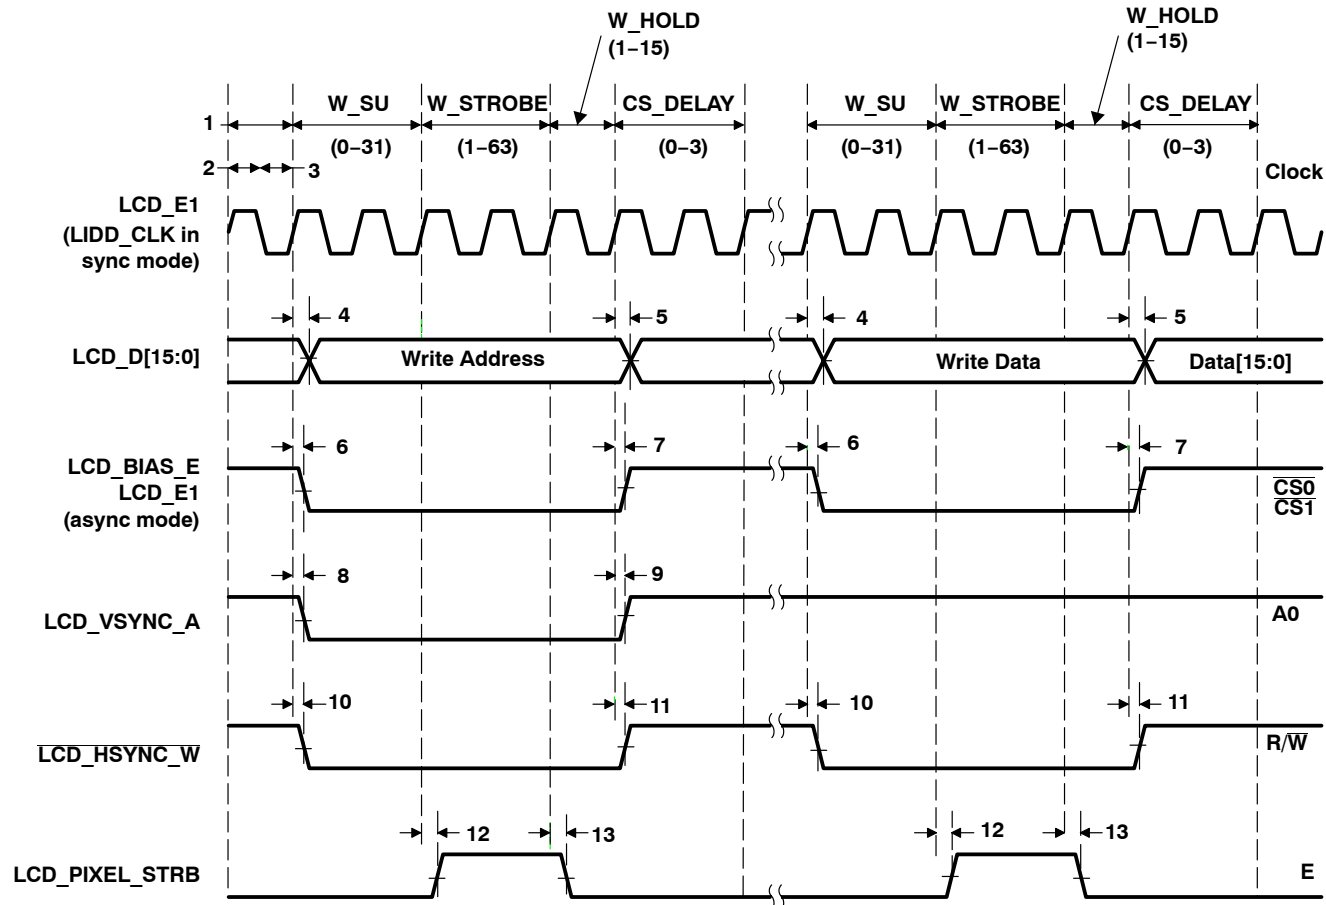 W_HOLD
(1–15)
W_HOLD
(1–15)
W_SU
W_STROBE
CS_DELAY
W_SU
W_STROBE
CS_DELAY
1
(0–31)
(1–63)
(0–3)
(0–31)
(1–63)
(0–3)
2
3
Clock
LCD_E1
(LIDD_CLK in
sync mode)
4
5
4
5
LCD_D[15:0]
Write Address
Write Data
Data[15:0]
6
7
6
7
LCD_BIAS_E
LCD_E1
(async mode)
CS0
CS1
8
9
LCD_VSYNC_A
A0
10
11
10
11
LCD_HSYNC_W
R/W
12
13
12
13
LCD_PIXEL_STRB
E